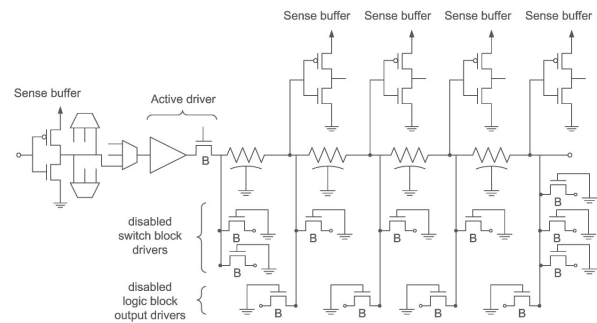 Sense buffer
Sense buffer
Sense buffer
Sense buffer
Sense buffer
Active driver
B
B
disabled
switch block
drivers
B
B
B
B
B
B
B
disabled
logic block
output drivers
B
B
B
B